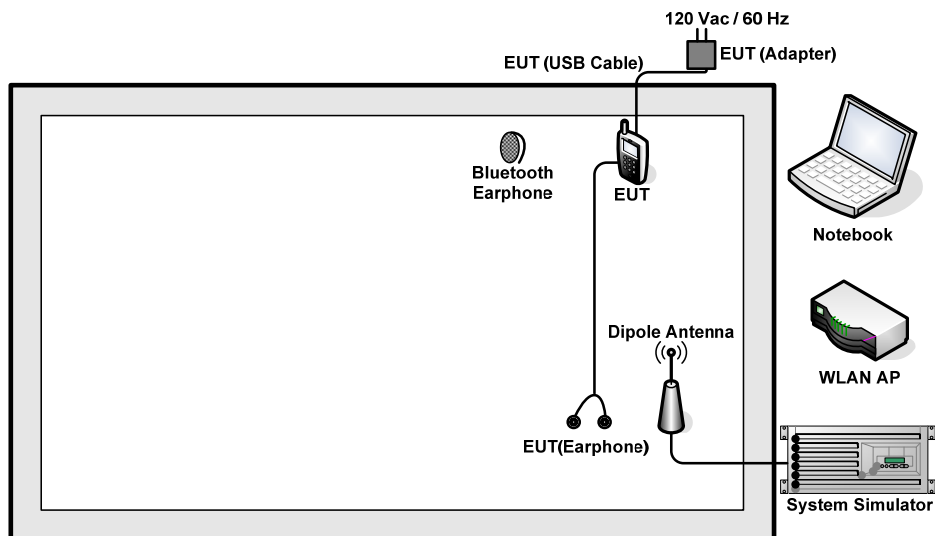 120 Vac / 60 Hz
EUT (USB Cable)
EUT (Adapter)
Bluetooth
Earphone
EUT
Notebook
Dipole Antenna
WLAN AP
EUT(Earphone)
System Simulator